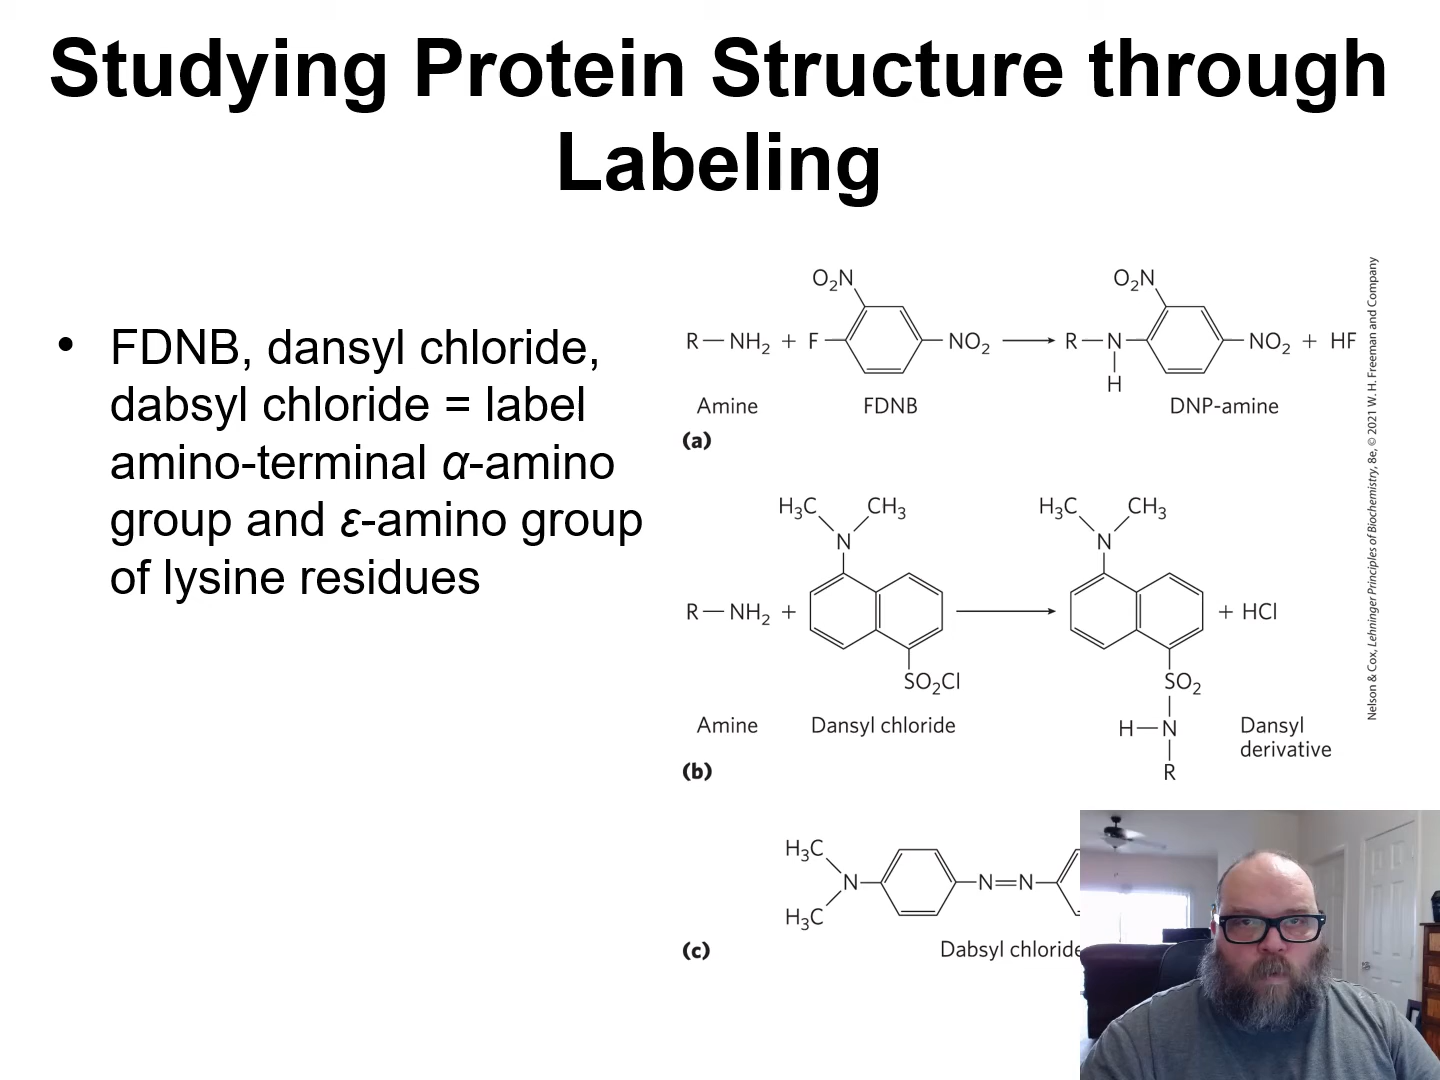 Studying Protein Structure through
Labeling
• FDNB, dansyl chloride,
dabsyl chloride = label
amino-terminal α-amino
group and ε-amino group
of lysine residues
O₂N
O₂N
R—NH₂ + F
NO₂
R—N
NO₂ + HF
H
Amine
FDNB
DNP-amine
(a)
H₃C
CH₃
H₃C
CH₃
N
N
R—NH₂ +
+ HCl
SO₂Cl
SO₂
H—N
R
Amine
Dansyl chloride
Dansyl
derivative
(b)
H₃C
N
N=N
H₃C
(c)
Dabsyl chloride
Nelson & Cox, Lehninger Principles of Biochemistry, 8e, © 2021 W. H. Freeman and Company